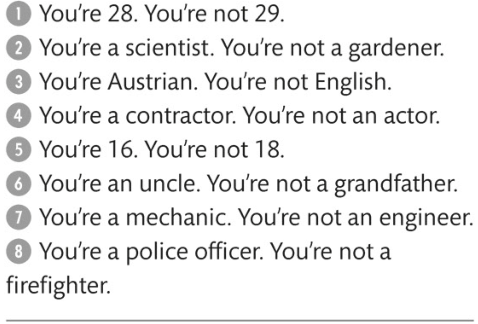 1 You're 28. You're not 29.
2 You're a scientist. You're not a gardener.
3 You're Austrian. You're not English.
4 You're a contractor. You're not an actor.
5 You're 16. You're not 18.
6 You're an uncle. You're not a grandfather.
7 You're a mechanic. You're not an engineer.
8 You're a police officer. You're not a
firefighter.